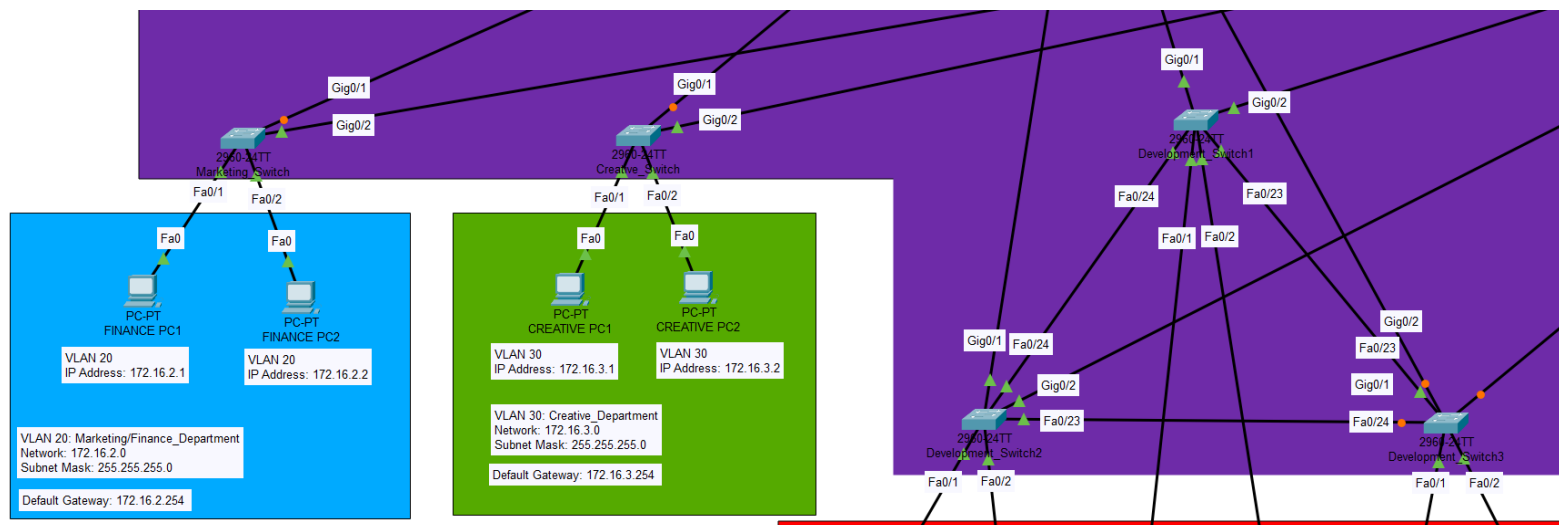 Gig0/1
Gig0/2
2960-24TT
Marketing_Switch
Fa0/1
Fa0/2
Fa0
Fa0
PC-PT
FINANCE PC1
PC-PT
FINANCE PC2
VLAN 20
IP Address: 172.16.2.1
VLAN 20
IP Address: 172.16.2.2
VLAN 20: Marketing/Finance_Department
Network: 172.16.2.0
Subnet Mask: 255.255.255.0
Default Gateway: 172.16.2.254
Gig0/1
Gig0/2
2960-24TT
Creative_Switch
Fa0/1
Fa0/2
Fa0
Fa0
PC-PT
CREATIVE PC1
PC-PT
CREATIVE PC2
VLAN 30
IP Address: 172.16.3.1
VLAN 30
IP Address: 172.16.3.2
VLAN 30: Creative_Department
Network: 172.16.3.0
Subnet Mask: 255.255.255.0
Default Gateway: 172.16.3.254
Gig0/1
Gig0/2
2960-24TT
Development_Switch1
Fa0/24
Fa0/23
Fa0/1
Fa0/2
Gig0/1
Fa0/24
Gig0/2
Fa0/23
2960-24TT
Development_Switch2
Fa0/1
Fa0/2
Gig0/2
Fa0/23
Gig0/1
Fa0/24
2960-24TT
Development_Switch3
Fa0/1
Fa0/2